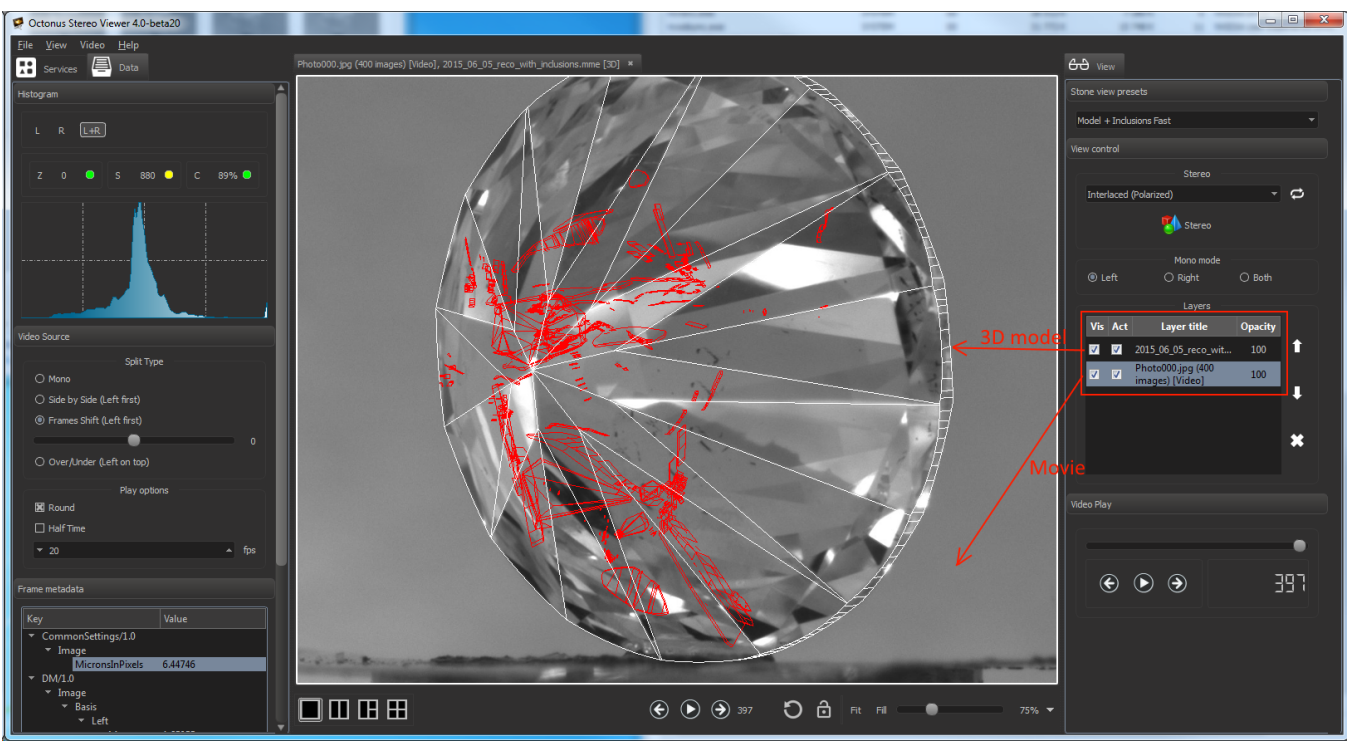 Octonus Stereo Viewer 4.0-beta20
File View Video Help
Services Data
Photo000.jpg (400 images) [Video], 2015_06_05_reco_with_inclusions.mme [3D]
View
Histogram
L R L+R
Z 0 S 880 C 89%
Video Source
Split Type
Mono
Side by Side (Left first)
Frames Shift (Left first)
0
Over/Under (Left on top)
Play options
Round
Half Time
20 fps
Frame metadata
Key Value
CommonSettings/1.0
Image
MicronsInPixels 6.44746
DM/1.0
Image
Basis
Left
3D model
Movie
397
Fit Fill 75%
Stone view presets
Model + Inclusions Fast
View control
Stereo
Interlaced (Polarized)
Stereo
Mono mode
Left Right Both
Layers
Vis Act Layer title Opacity
2015_06_05_reco_wit... 100
Photo000.jpg (400
images) [Video] 100
Video Play
397